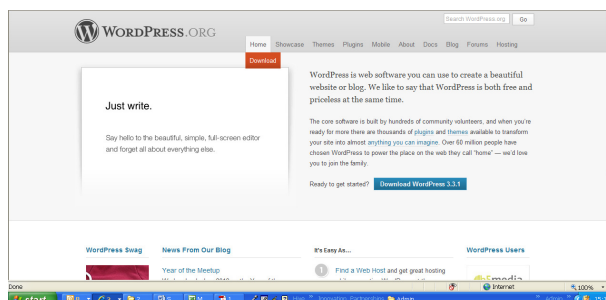 Search WordPress.org Go
WORDPRESS.ORG
Home Showcase Themes Plugins Mobile About Docs Blog Forums Hosting
Download
Just write.
Say hello to the beautiful, simple, full-screen editor
and forget all about everything else.
WordPress is web software you can use to create a beautiful
website or blog. We like to say that WordPress is both free and
priceless at the same time.
The core software is built by hundreds of community volunteers, and when you're
ready for more there are thousands of plugins and themes available to transform
your site into almost anything you can imagine. Over 60 million people have
chosen WordPress to power the place on the web they call "home" — we'd love
you to join the family.
Ready to get started? Download WordPress 3.3.1
WordPress Swag
News From Our Blog
Year of the Meetup
It's Easy As...
1 Find a Web Host and get great hosting
WordPress Users
Done Internet 100%
start Admin